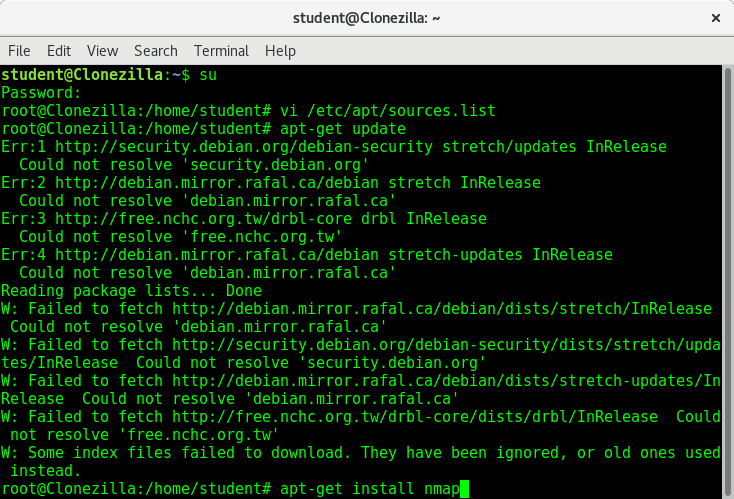 student@Clonezilla: ~
×
File Edit View Search Terminal Help
student@Clonezilla:~$ su
Password:
root@Clonezilla:/home/student# vi /etc/apt/sources.list
root@Clonezilla:/home/student# apt-get update
Err:1 http://security.debian.org/debian-security stretch/updates InRelease
  Could not resolve 'security.debian.org'
Err:2 http://debian.mirror.rafal.ca/debian stretch InRelease
  Could not resolve 'debian.mirror.rafal.ca'
Err:3 http://free.nchc.org.tw/drbl-core drbl InRelease
  Could not resolve 'free.nchc.org.tw'
Err:4 http://debian.mirror.rafal.ca/debian stretch-updates InRelease
  Could not resolve 'debian.mirror.rafal.ca'
Reading package lists... Done
W: Failed to fetch http://debian.mirror.rafal.ca/debian/dists/stretch/InRelease
 Could not resolve 'debian.mirror.rafal.ca'
W: Failed to fetch http://security.debian.org/debian-security/dists/stretch/upda
tes/InRelease  Could not resolve 'security.debian.org'
W: Failed to fetch http://debian.mirror.rafal.ca/debian/dists/stretch-updates/In
Release  Could not resolve 'debian.mirror.rafal.ca'
W: Failed to fetch http://free.nchc.org.tw/drbl-core/dists/drbl/InRelease  Could
 not resolve 'free.nchc.org.tw'
W: Some index files failed to download. They have been ignored, or old ones used
 instead.
root@Clonezilla:/home/student# apt-get install nmap